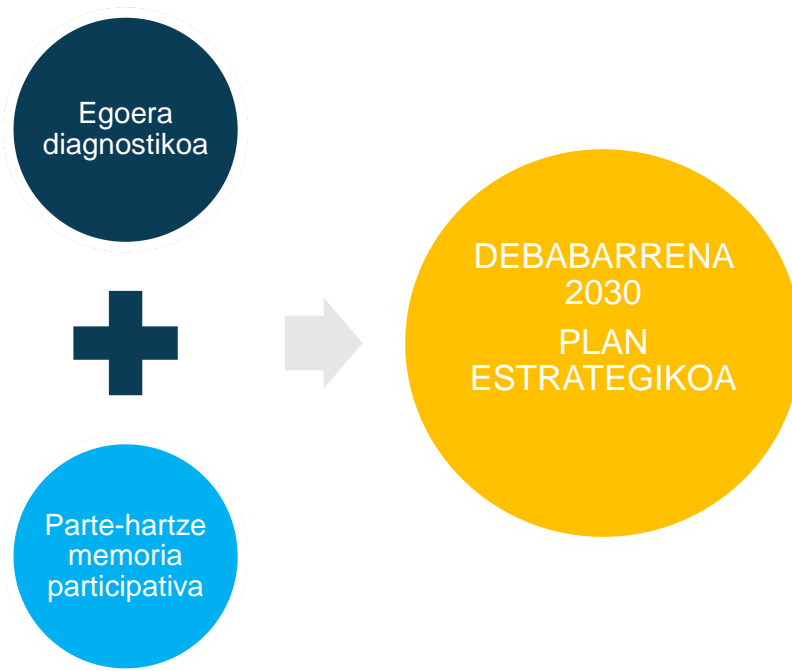 Egoera
diagnostikoa
Parte-hartze
memoria
participativa
DEBABARRENA
2030
PLAN
ESTRATEGIKOA